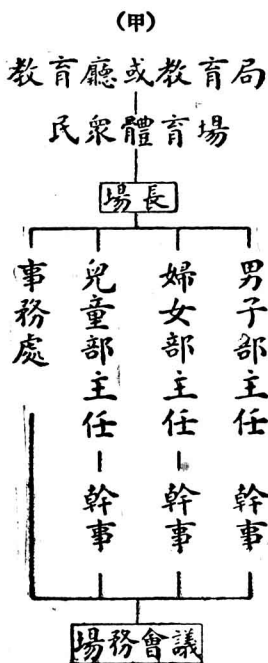 (甲)
教育廳或教育局
民衆體育場
場長
男子部主任
幹事
婦女部主任
幹事
兒童部主任
幹事
事務處
場務會議